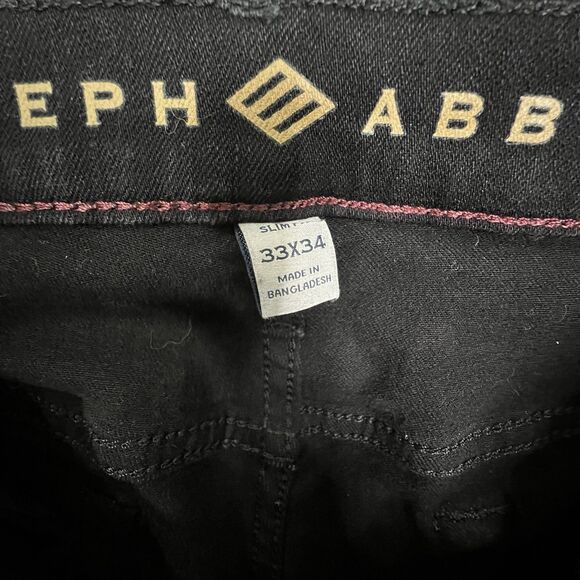 EPH ABB
SLIM
33X34
MADE IN
BANGLADESH